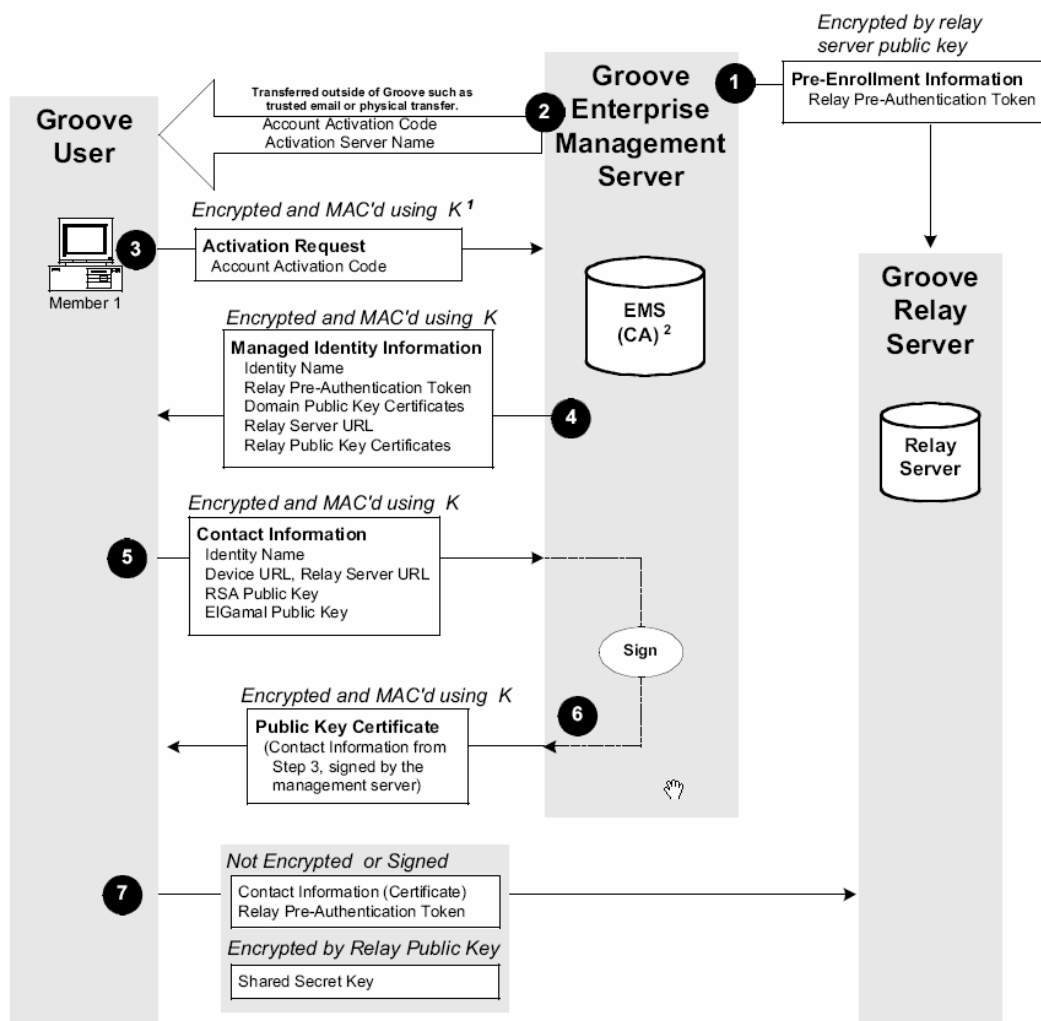 Encrypted by relay
server public key
1
Pre-Enrollment Information
Relay Pre-Authentication Token
Groove
User
Transferred outside of Groove such as
trusted email or physical transfer.
Account Activation Code
Activation Server Name
2
Groove
Enterprise
Management
Server
Encrypted and MAC'd using K 1
3
Activation Request
Account Activation Code
Member 1
EMS
(CA) 2
Groove
Relay
Server
Encrypted and MAC'd using K
Managed Identity Information
Identity Name
Relay Pre-Authentication Token
Domain Public Key Certificates
Relay Server URL
Relay Public Key Certificates
4
Relay
Server
Encrypted and MAC'd using K
5
Contact Information
Identity Name
Device URL, Relay Server URL
RSA Public Key
ElGamal Public Key
Sign
Encrypted and MAC'd using K
6
Public Key Certificate
(Contact Information from
Step 3, signed by the
management server)
7
Not Encrypted or Signed
Contact Information (Certificate)
Relay Pre-Authentication Token
Encrypted by Relay Public Key
Shared Secret Key